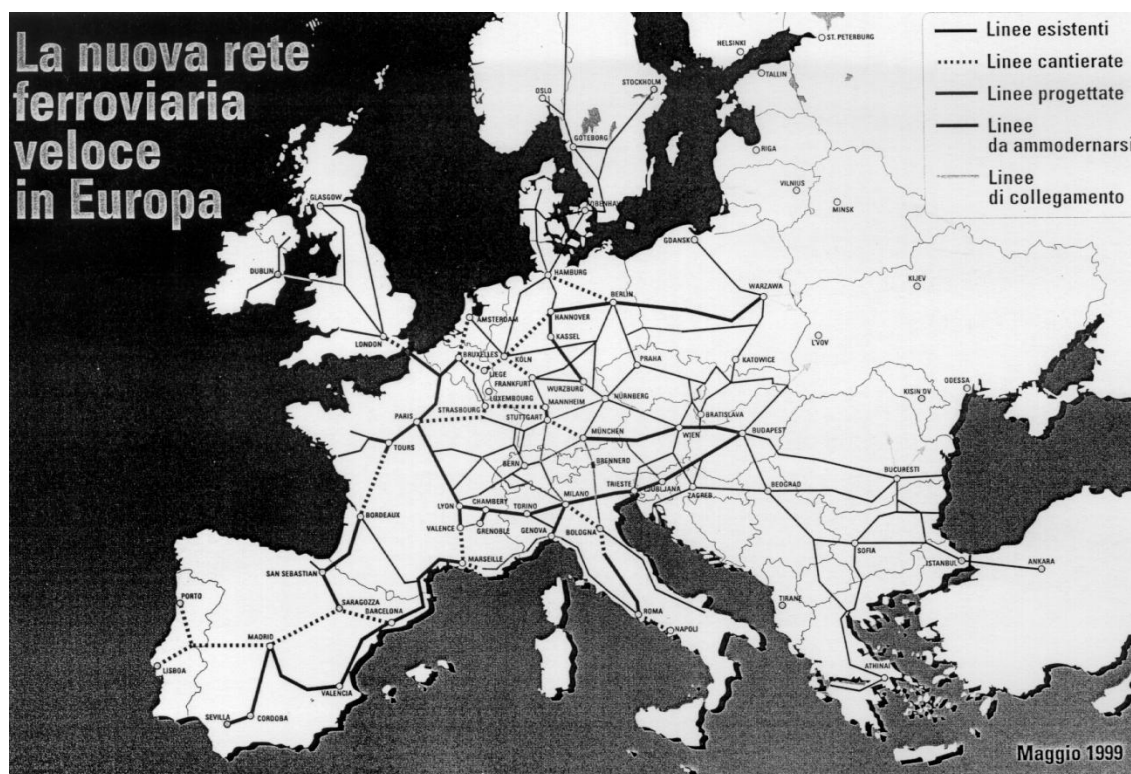 La nuova rete
ferroviaria
veloce
in Europa
Linee esistenti
Linee cantierate
Linee progettate
Linee
da ammodernarsi
Linee
di collegamento
HELSINKI
ST. PETERBURG
TALLIN
STOCKHOLM
OSLO
GÖTEBORG
RIGA
VILNIUS
MINSK
GLASGOW
DUBLIN
GDANSK
HAMBURG
KIJEV
BERLIN
WARZAWA
AMSTERDAM
HANNOVER
LONDON
KASSEL
L'VOV
BRUXELLES
KÖLN
PRAHA
KATOWICE
LIEGE
FRANKFURT
WURZBURG
ODESSA
LUXEMBOURG
MANNHEIM
NÜRNBERG
STRASBOURG
PARIS
STUTTGART
BRATISLAVA
TOURS
MÜNCHEN
WIEN
BUDAPEST
BERN
BRENNERO
BUCURESTI
TRIESTE
LJUBLJANA
ZAGREB
BEOGRAD
LYON
CHAMBERY
TORINO
MILANO
BORDEAUX
VALENCE
GRENOBLE
GENOVA
BOLOGNA
SOFIA
MARSEILLE
ISTANBUL
ANKARA
SAN SEBASTIAN
PORTO
SARAGOZZA
BARCELONA
TIRANE
ROMA
NAPOLI
MADRID
LISBOA
VALENCIA
ATHINAI
SEVILLA
CORDOBA
Maggio 1999